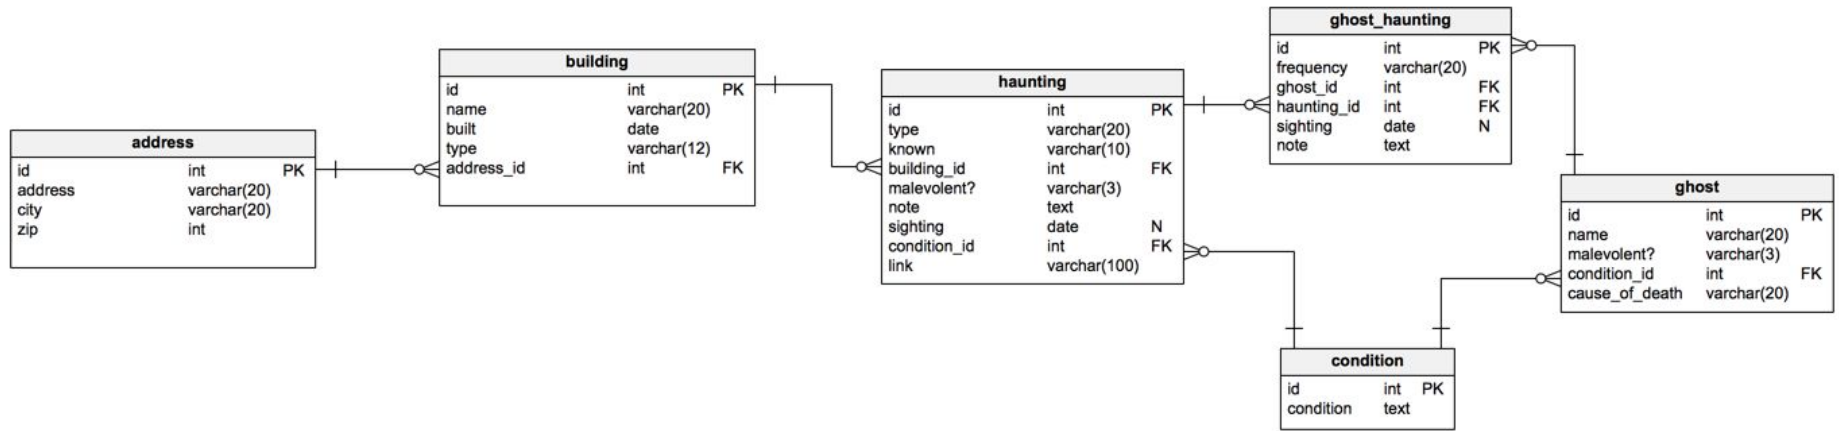 address
id int PK
address varchar(20)
city varchar(20)
zip int
building
id int PK
name varchar(20)
built date
type varchar(12)
address_id int FK
haunting
id int PK
type varchar(20)
known varchar(10)
building_id int FK
malevolent? varchar(3)
note text
sighting date N
condition_id int FK
link varchar(100)
ghost_haunting
id int PK
frequency varchar(20)
ghost_id int FK
haunting_id int FK
sighting date N
note text
ghost
id int PK
name varchar(20)
malevolent? varchar(3)
condition_id int FK
cause_of_death varchar(20)
condition
id int PK
condition text